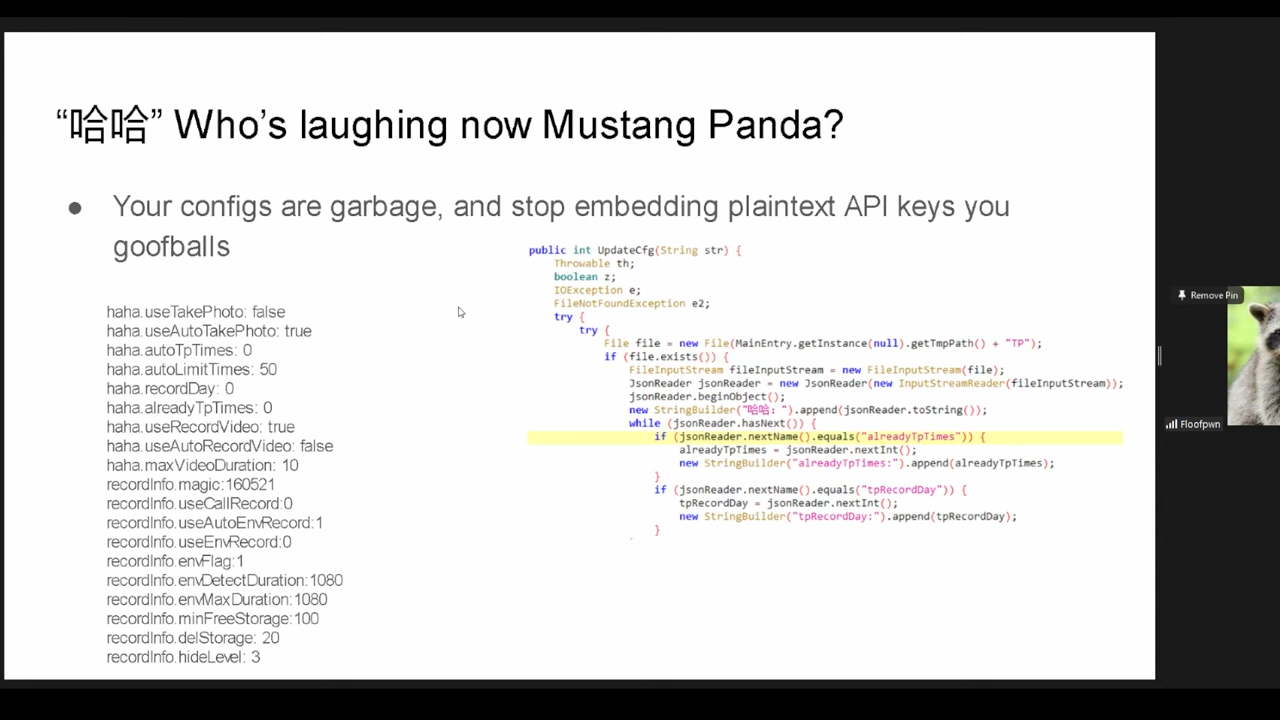 “哈哈” Who's laughing now Mustang Panda?
● Your configs are garbage, and stop embedding plaintext API keys you
goofballs
haha.useTakePhoto: false
haha.useAutoTakePhoto: true
haha.autoTpTimes: 0
haha.autoLimitTimes: 50
haha.recordDay: 0
haha.alreadyTpTimes: 0
haha.useRecordVideo: true
haha.useAutoRecordVideo: false
haha.maxVideoDuration: 10
recordInfo.magic:160521
recordInfo.useCallRecord:0
recordInfo.useAutoEnvRecord:1
recordInfo.useEnvRecord:0
recordInfo.envFlag:1
recordInfo.envDetectDuration:1080
recordInfo.envMaxDuration:1080
recordInfo.minFreeStorage:100
recordInfo.delStorage: 20
recordInfo.hideLevel: 3
public int UpdateCfg(String str) {
Throwable th;
boolean z;
IOException e;
FileNotFoundException e2;
try {
try {
File file = new File(MainEntry.getInstance(null).getTmpPath() + "TP");
if (file.exists()) {
FileInputStream fileInputStream = new FileInputStream(file);
JsonReader jsonReader = new JsonReader(new InputStreamReader(fileInputStream));
jsonReader.beginObject();
new StringBuilder("哈哈: ").append(jsonReader.toString());
while (jsonReader.hasNext()) {
if (jsonReader.nextName().equals("alreadyTpTimes")) {
alreadyTpTimes = jsonReader.nextInt();
new StringBuilder("alreadyTpTimes:").append(alreadyTpTimes);
}
if (jsonReader.nextName().equals("tpRecordDay")) {
tpRecordDay = jsonReader.nextInt();
new StringBuilder("tpRecordDay:").append(tpRecordDay);
}
Remove Pin
Floofpwn